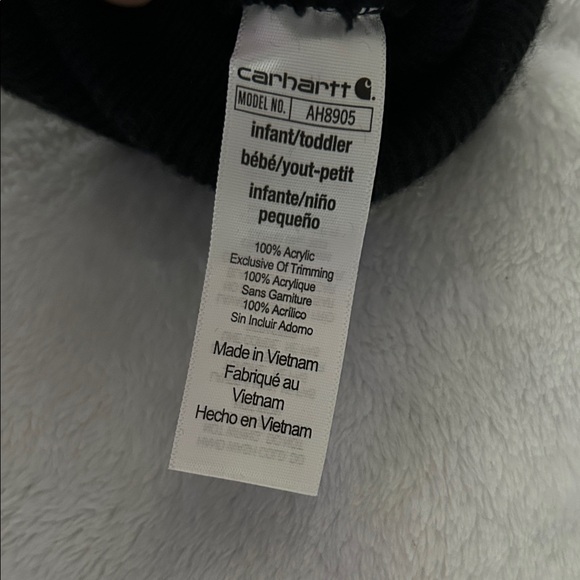 carhartt
MODEL NO. AH8905
infant/toddler
bébé/yout-petit
infante/niño
pequeño
100% Acrylic
Exclusive Of Trimming
100% Acrylique
Sans Garniture
100% Acrílico
Sin Incluir Adorno
Made in Vietnam
Fabriqué au
Vietnam
Hecho en Vietnam